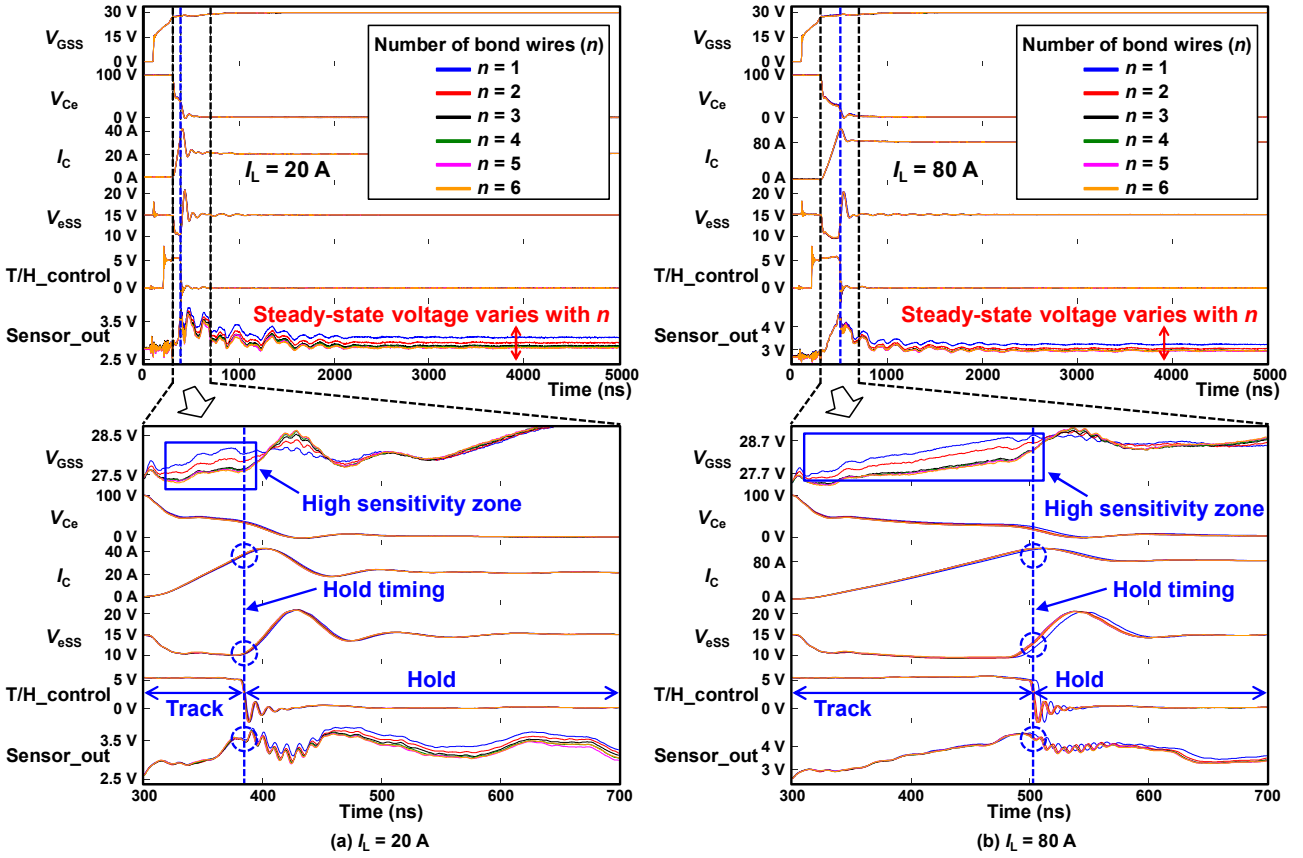 30 V
V_GSS
15 V
0 V
100 V
V_Ce
0 V
40 A
I_C
20 A
0 A
20 V
V_eSS
15 V
10 V
5 V
T/H_control
0 V
3.5 V
Sensor_out
2.5 V
Number of bond wires (n)
n = 1
n = 2
n = 3
n = 4
n = 5
n = 6
I_L = 20 A
Steady-state voltage varies with n
0 1000 2000 3000 4000 5000
Time (ns)
28.5 V
V_GSS
27.5 V
100 V
V_Ce
0 V
40 A
I_C
20 A
0 A
20 V
V_eSS
15 V
10 V
5 V
T/H_control
0 V
3.5 V
Sensor_out
2.5 V
High sensitivity zone
Hold timing
Hold
Track
300 400 500 600 700
Time (ns)
(a) I_L = 20 A
30 V
V_GSS
15 V
0 V
100 V
V_Ce
0 V
80 A
I_C
0 A
20 V
V_eSS
15 V
10 V
5 V
T/H_control
0 V
4 V
Sensor_out
3 V
Number of bond wires (n)
n = 1
n = 2
n = 3
n = 4
n = 5
n = 6
I_L = 80 A
Steady-state voltage varies with n
0 1000 2000 3000 4000 5000
Time (ns)
28.7 V
V_GSS
27.7 V
100 V
V_Ce
0 V
80 A
I_C
0 A
20 V
V_eSS
15 V
10 V
5 V
T/H_control
0 V
4 V
Sensor_out
3 V
High sensitivity zone
Hold timing
Hold
Track
300 400 500 600 700
Time (ns)
(b) I_L = 80 A